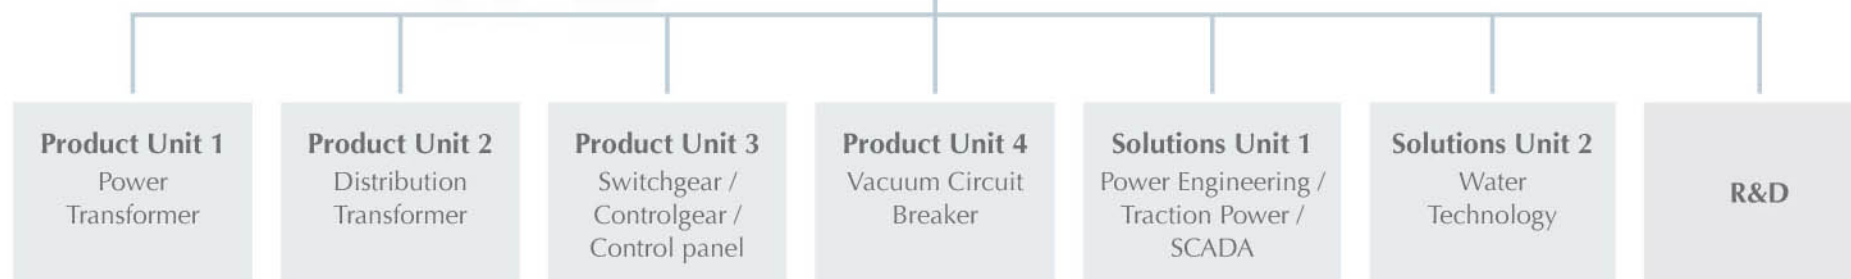 Product Unit 1
Power
Transformer
Product Unit 2
Distribution
Transformer
Product Unit 3
Switchgear /
Controlgear /
Control panel
Product Unit 4
Vacuum Circuit
Breaker
Solutions Unit 1
Power Engineering /
Traction Power /
SCADA
Solutions Unit 2
Water
Technology
R&D